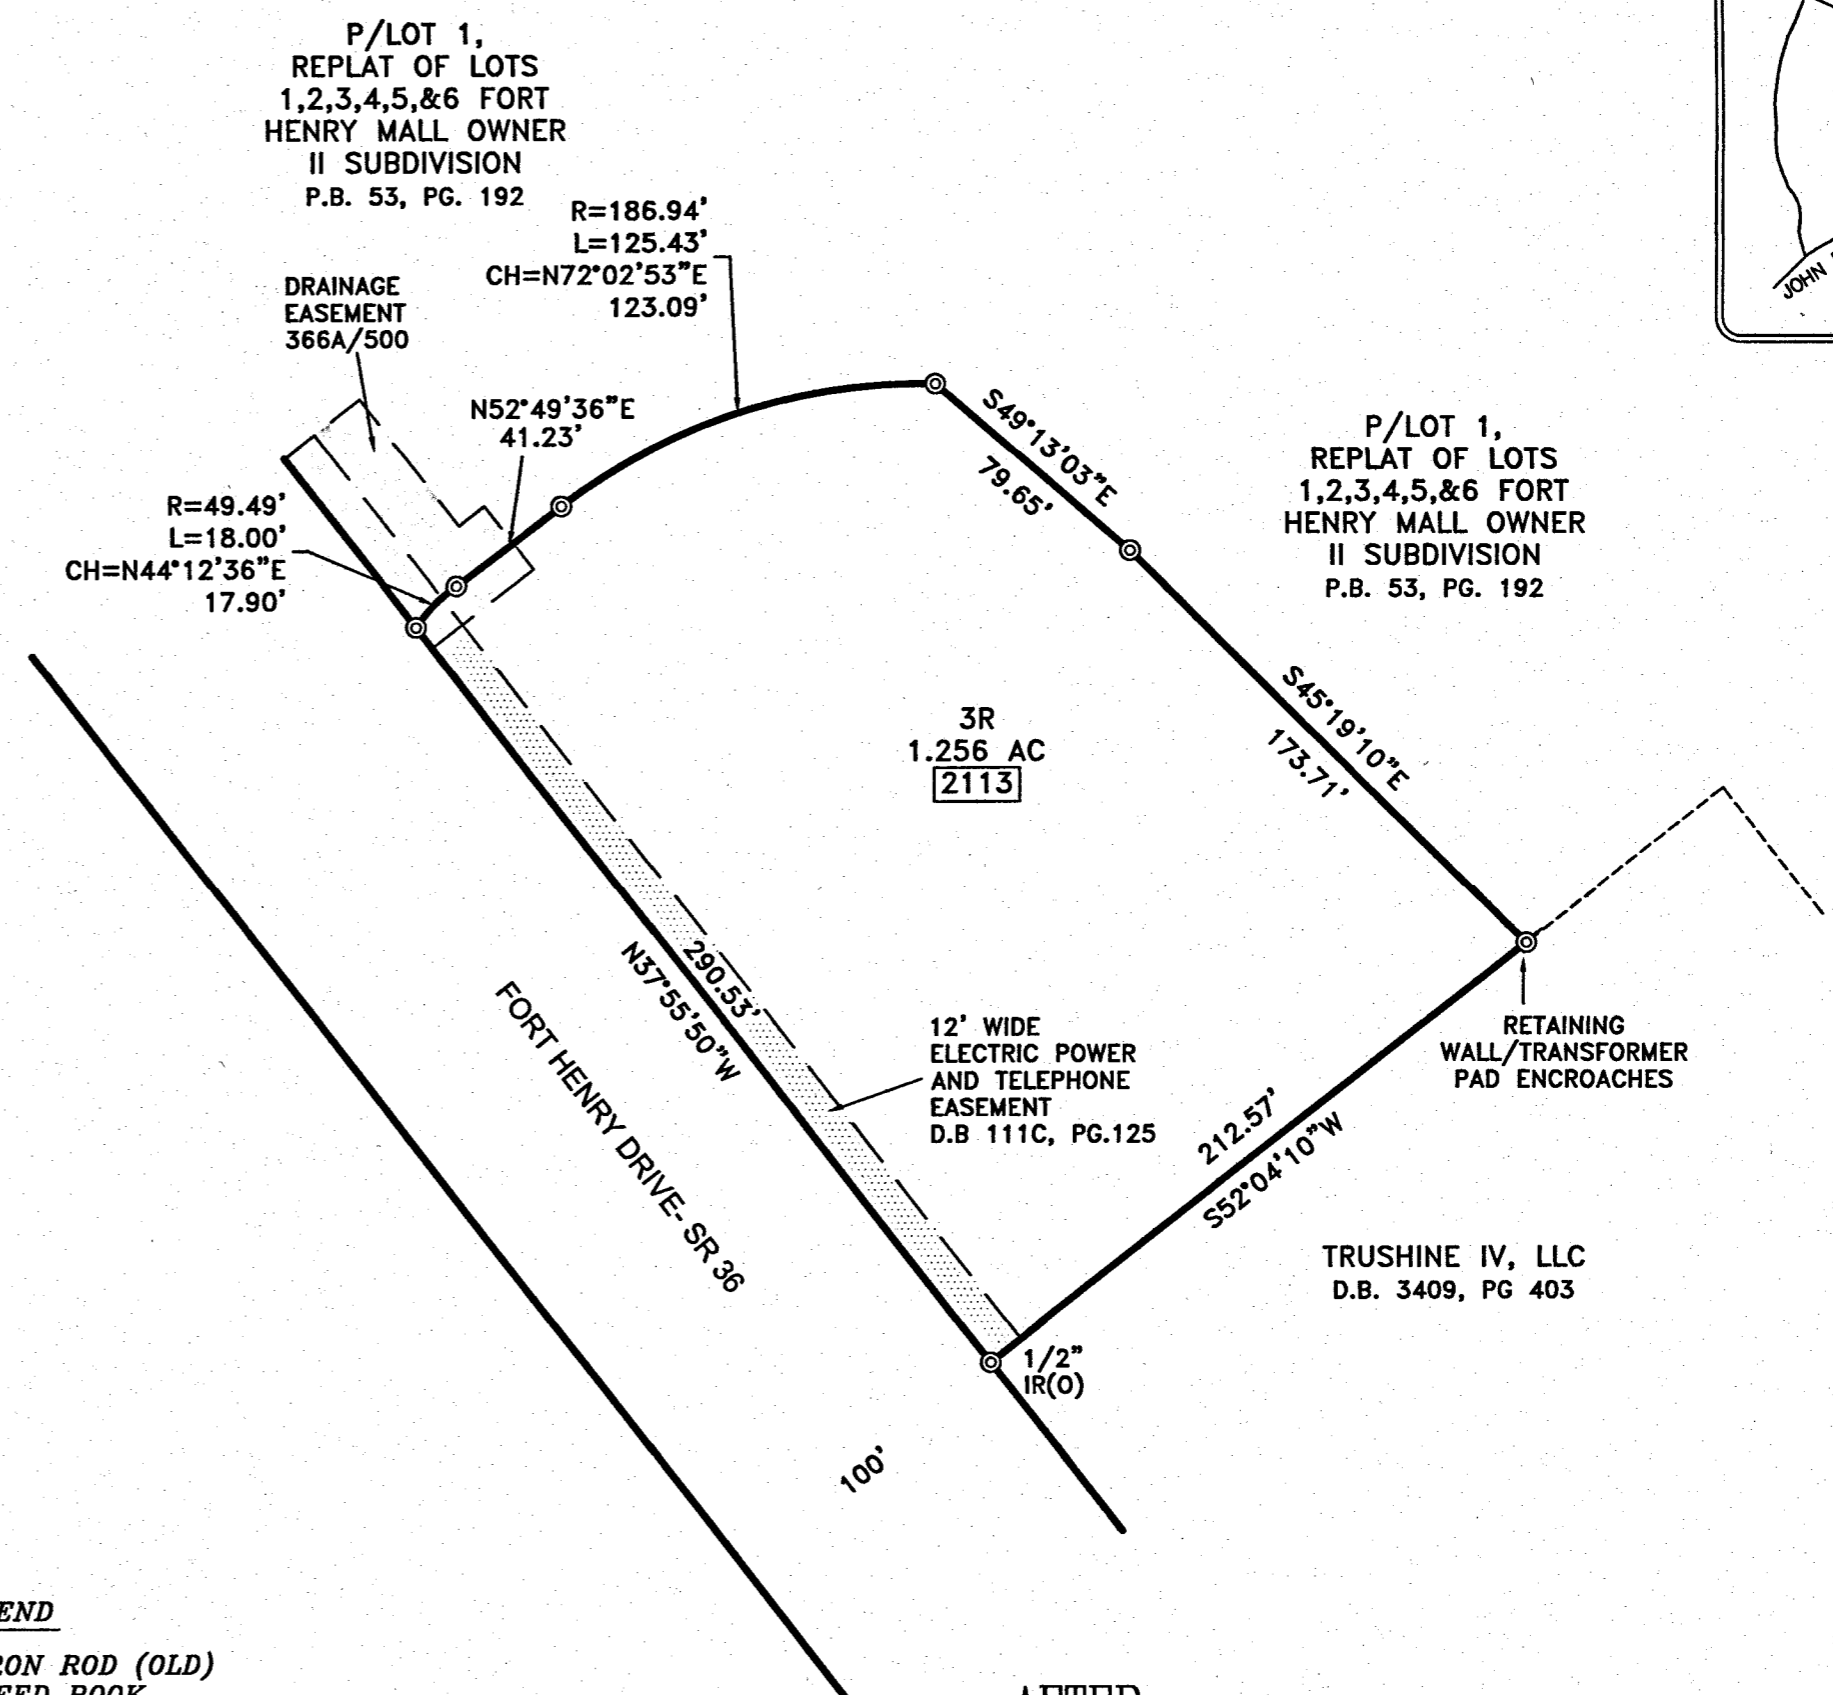 P/LOT 1,
REPLAT OF LOTS
1,2,3,4,5,&6 FORT
HENRY MALL OWNER
II SUBDIVISION
P.B. 53, PG. 192
R=186.94'
L=125.43'
CH=N72°02'53"E
123.09'
DRAINAGE
EASEMENT
366A/500
N52°49'36"E
41.23'
R=49.49'
L=18.00'
CH=N44°12'36"E
17.90'
S49°13'03"E
79.65'
P/LOT 1,
REPLAT OF LOTS
1,2,3,4,5,&6 FORT
HENRY MALL OWNER
II SUBDIVISION
P.B. 53, PG. 192
JOHN
3R
1.256 AC
2113
S45°19'10"E
173.71'
290.53'
N37°55'50"W
FORT HENRY DRIVE- SR 36
12' WIDE
ELECTRIC POWER
AND TELEPHONE
EASEMENT
D.B 111C, PG.125
RETAINING
WALL/TRANSFORMER
PAD ENCROACHES
212.57'
S52°04'10"W
TRUSHINE IV, LLC
D.B. 3409, PG 403
1/2"
IR(O)
100'
END
RON ROD (OLD)
EED BOOK
AFTER